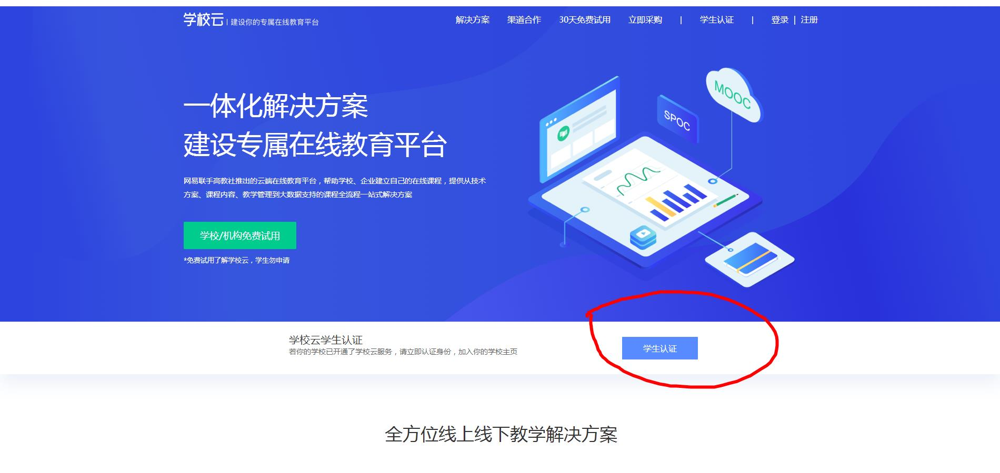 学校云 | 建设你的专属在线教育平台
解决方案 渠道合作 30天免费试用 立即采购 | 学生认证 | 登录 | 注册
MOOC
SPOC
一体化解决方案
建设专属在线教育平台
网易联手高教社推出的云端在线教育平台，帮助学校、企业建立自己的在线课程，提供从技术
方案、课程内容、教学管理到大数据支持的课程全流程一站式解决方案
学校/机构免费试用
*免费试用了解学校云，学生勿申请
学校云学生认证
若你的学校已开通了学校云服务，请立即认证身份，加入你的学校主页
学生认证
全方位线上线下教学解决方案